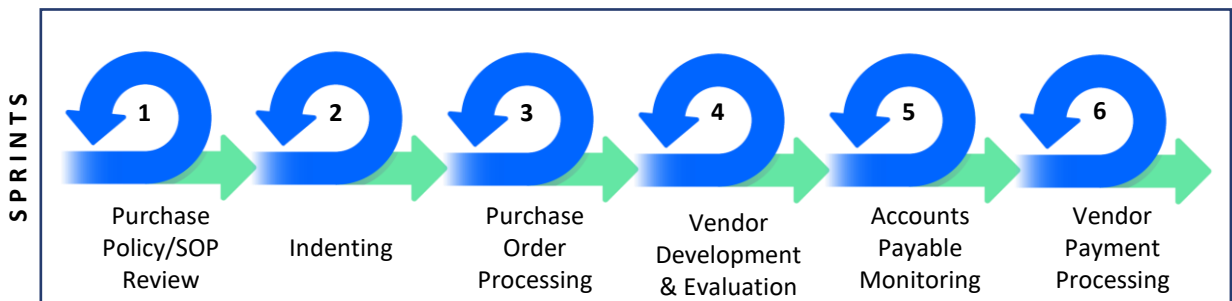 SPRINTS
1
2
3
4
5
6
Purchase
Policy/SOP
Review
Indenting
Purchase
Order
Processing
Vendor
Development
& Evaluation
Accounts
Payable
Monitoring
Vendor
Payment
Processing